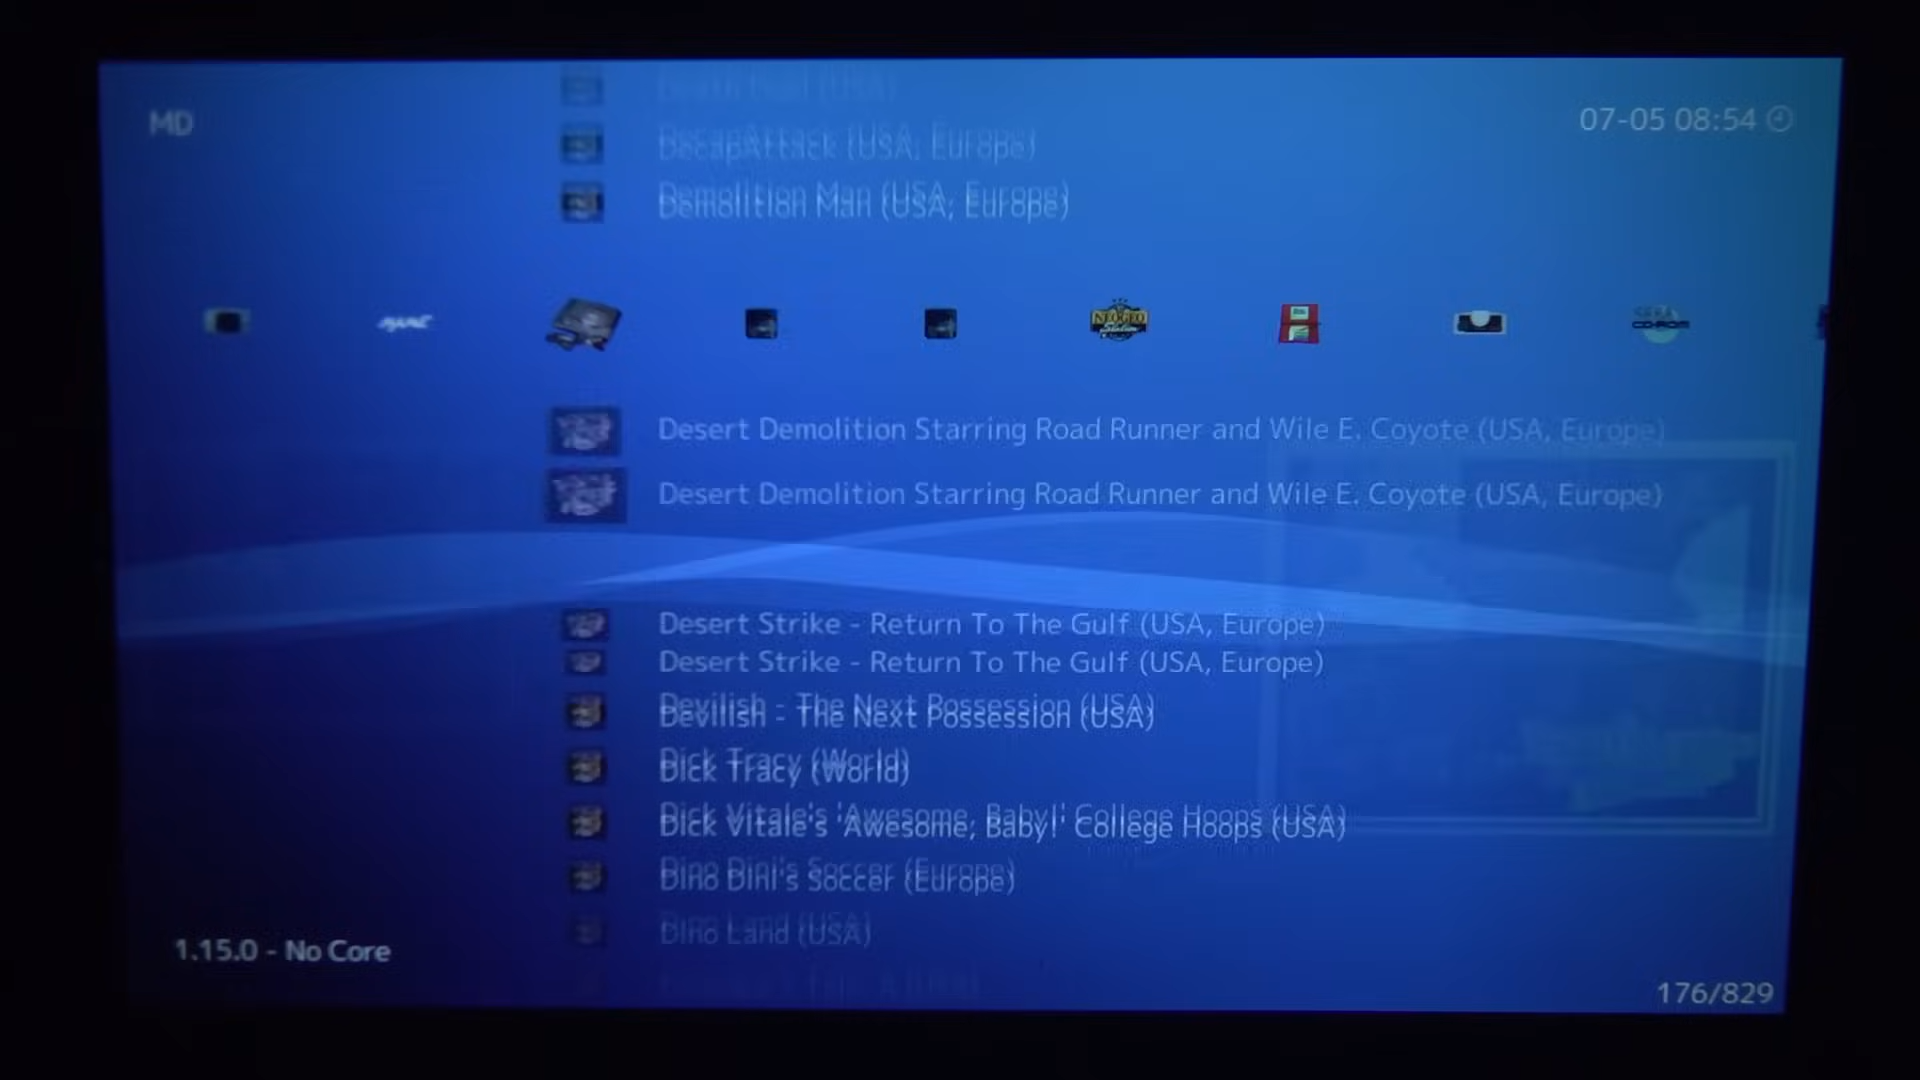 MD
07-05 08:54
DecapAttack (USA, Europe)
Demolition Man (USA, Europe)
NEOGEO
Desert Demolition Starring Road Runner and Wile E. Coyote (USA, Europe)
Desert Demolition Starring Road Runner and Wile E. Coyote (USA, Europe)
Desert Strike - Return To The Gulf (USA, Europe)
Desert Strike - Return To The Gulf (USA, Europe)
Devilish - The Next Possession (USA)
Dick Tracy (World)
Dick Vitale's 'Awesome, Baby!' College Hoops (USA)
Dino Dini's Soccer (Europe)
Dino Land (USA)
1.15.0 - No Core
176/829